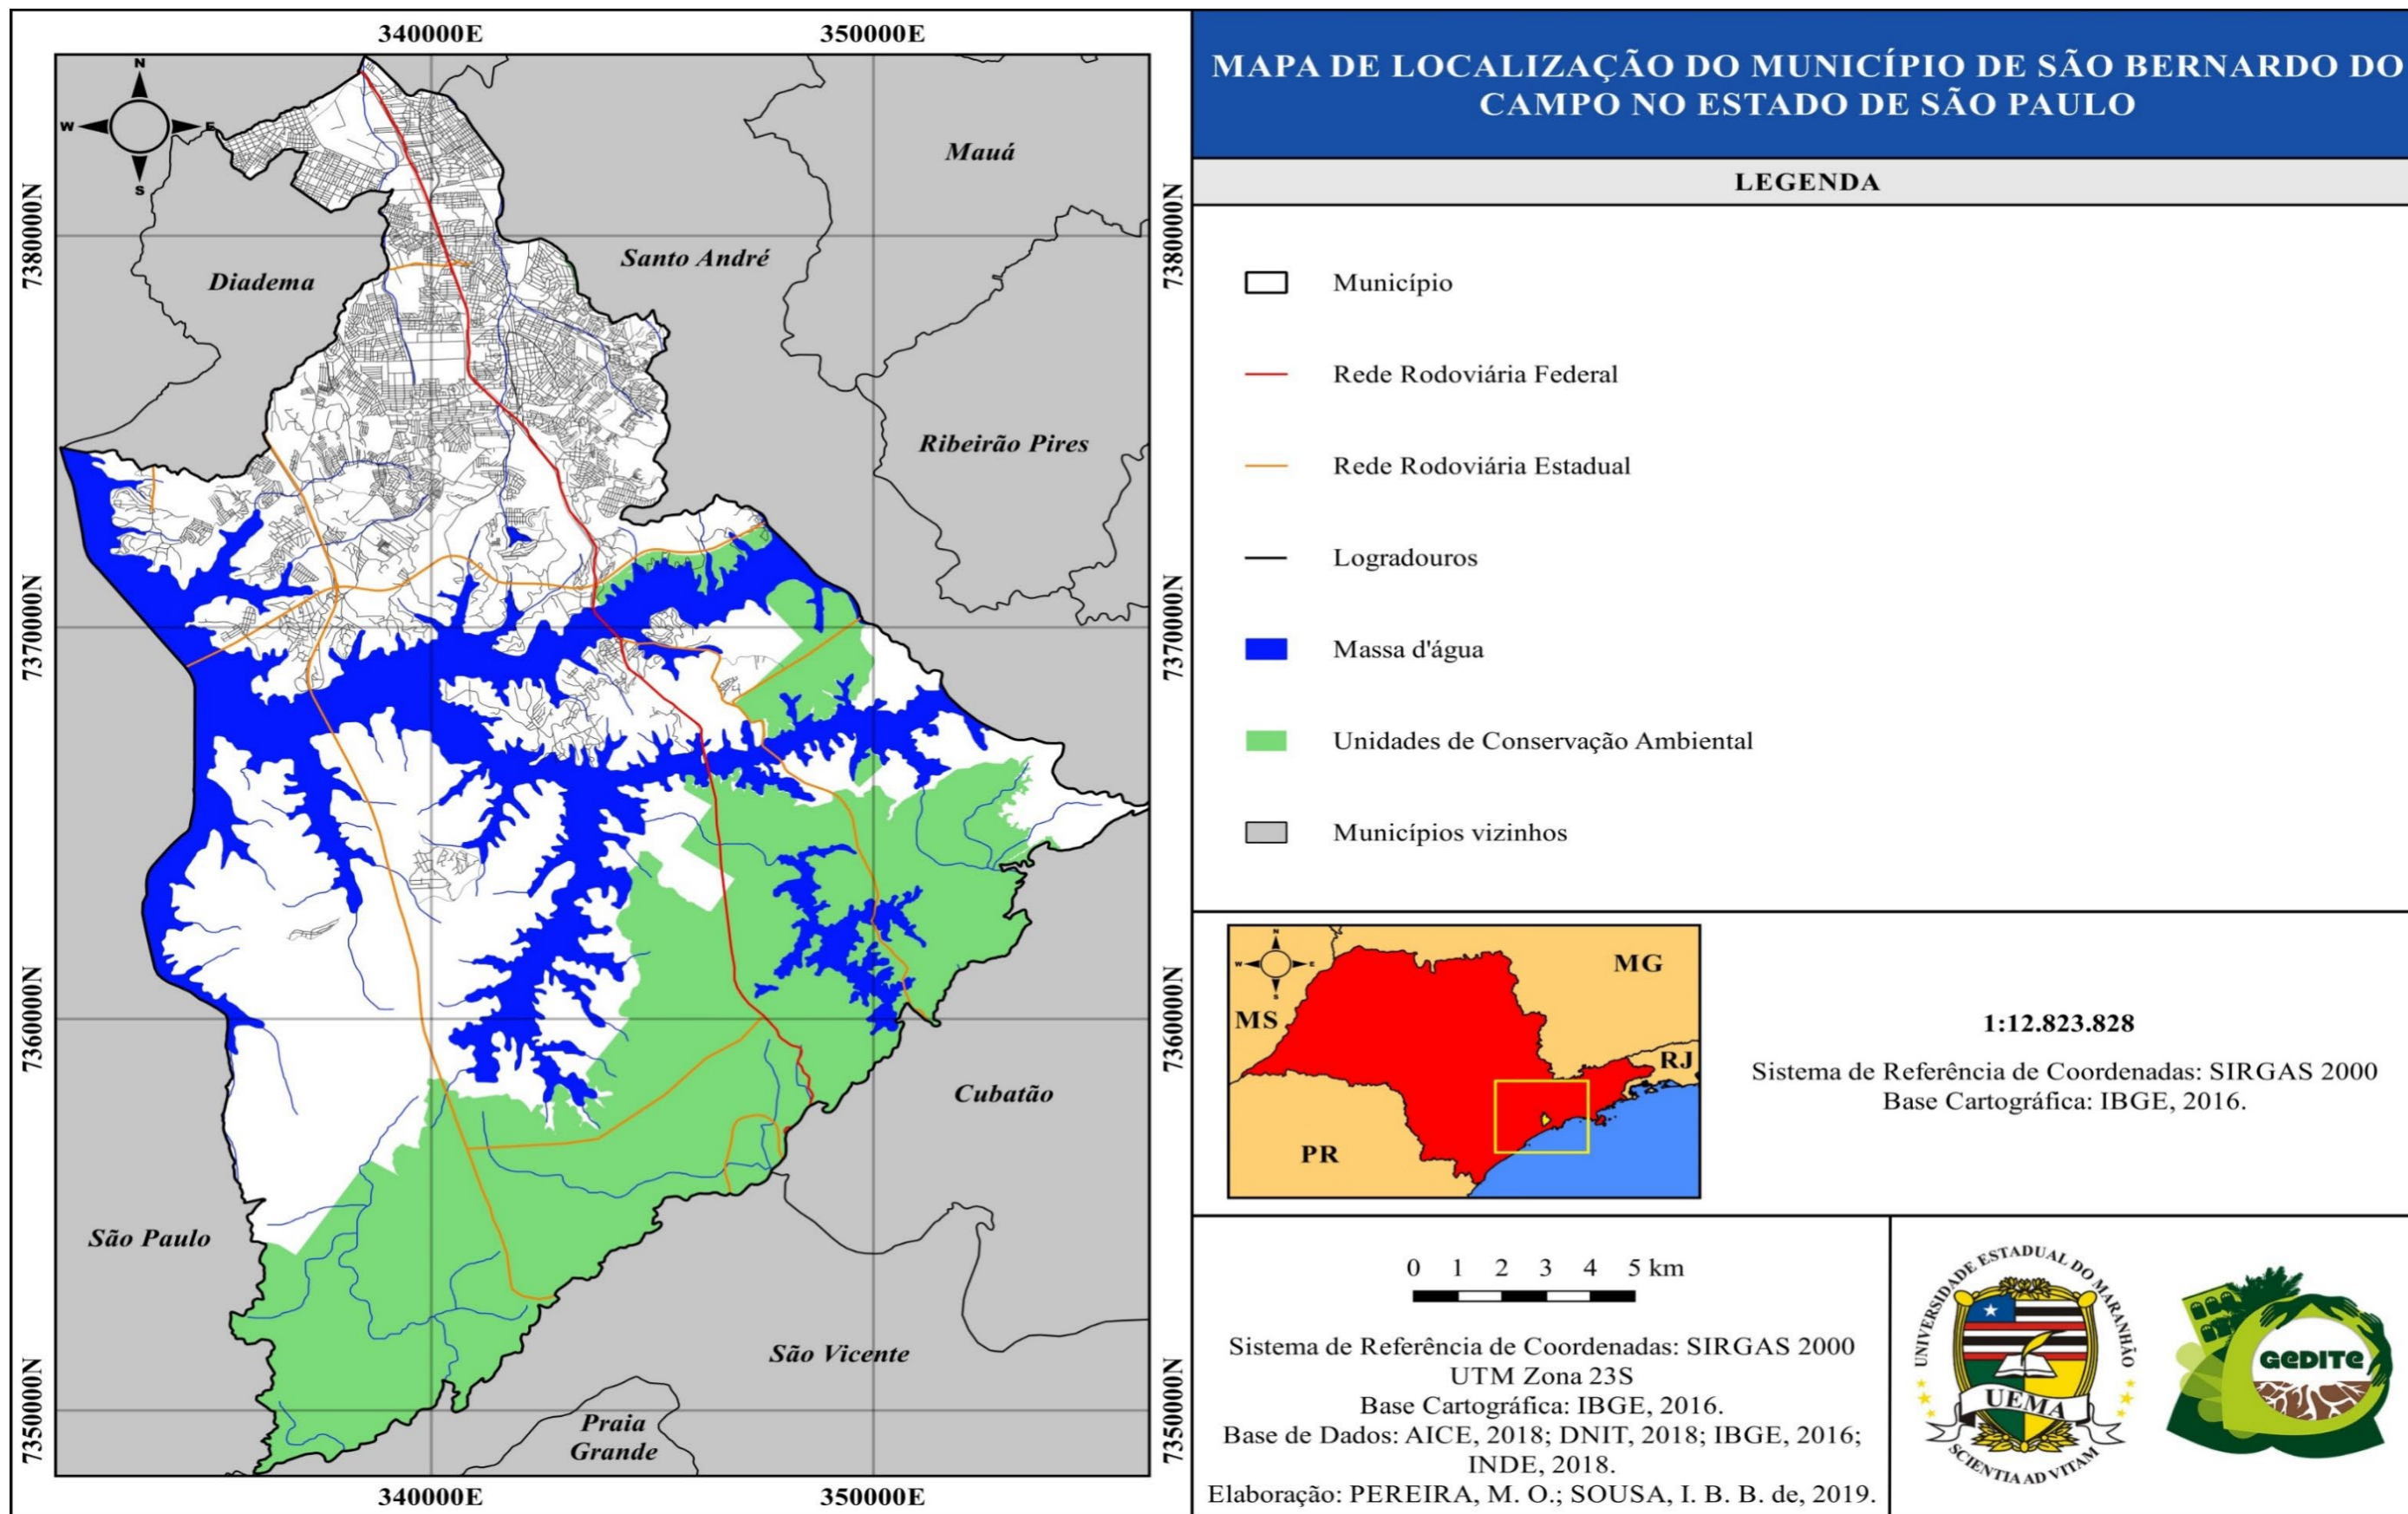 340000E
350000E
N
W
E
S
7380000N
7370000N
7360000N
7350000N
7380000N
7370000N
7360000N
7350000N
Mauá
Santo André
Diadema
Ribeirão Pires
Cubatão
São Paulo
São Vicente
Praia
Grande
340000E
350000E
MAPA DE LOCALIZAÇÃO DO MUNICÍPIO DE SÃO BERNARDO DO
CAMPO NO ESTADO DE SÃO PAULO
LEGENDA
Município
Rede Rodoviária Federal
Rede Rodoviária Estadual
Logradouros
Massa d'água
Unidades de Conservação Ambiental
Municípios vizinhos
N
W
E
S
MG
MS
RJ
PR
1:12.823.828
Sistema de Referência de Coordenadas: SIRGAS 2000
Base Cartográfica: IBGE, 2016.
0 1 2 3 4 5 km
Sistema de Referência de Coordenadas: SIRGAS 2000
UTM Zona 23S
Base Cartográfica: IBGE, 2016.
Base de Dados: AICE, 2018; DNIT, 2018; IBGE, 2016;
INDE, 2018.
Elaboração: PEREIRA, M. O.; SOUSA, I. B. B. de, 2019.
UNIVERSIDADE ESTADUAL DO MARANHÃO
UEMA
SCIENTIA AD VITAM
GEDITE